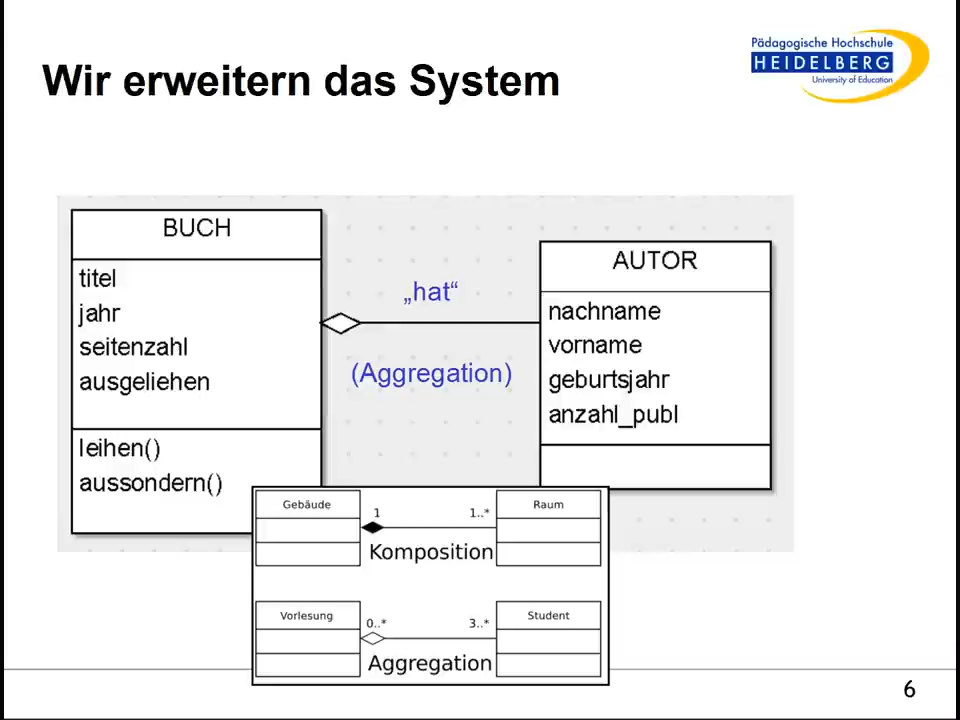 Wir erweitern das System
Pädagogische Hochschule
HEIDELBERG
University of Education
BUCH
titel
jahr
seitenzahl
ausgeliehen
leihen()
aussondern()
„hat“
(Aggregation)
AUTOR
nachname
vorname
geburtsjahr
anzahl_publ
Gebäude
1
1..*
Raum
Komposition
Vorlesung
0..*
3..*
Student
Aggregation
6